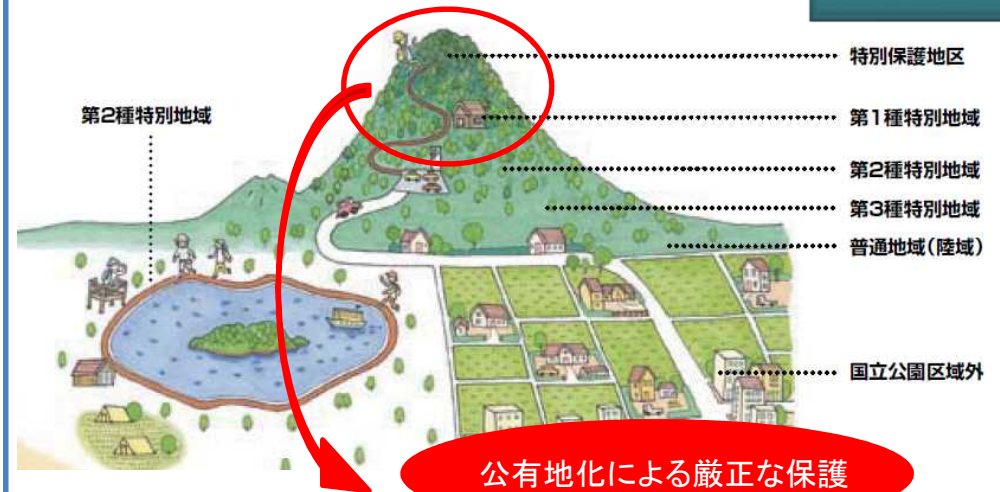 特別保護地区
第1種特別地域
第2種特別地域
第2種特別地域
第3種特別地域
普通地域(陸域)
国立公園区域外
公有地化による厳正な保護